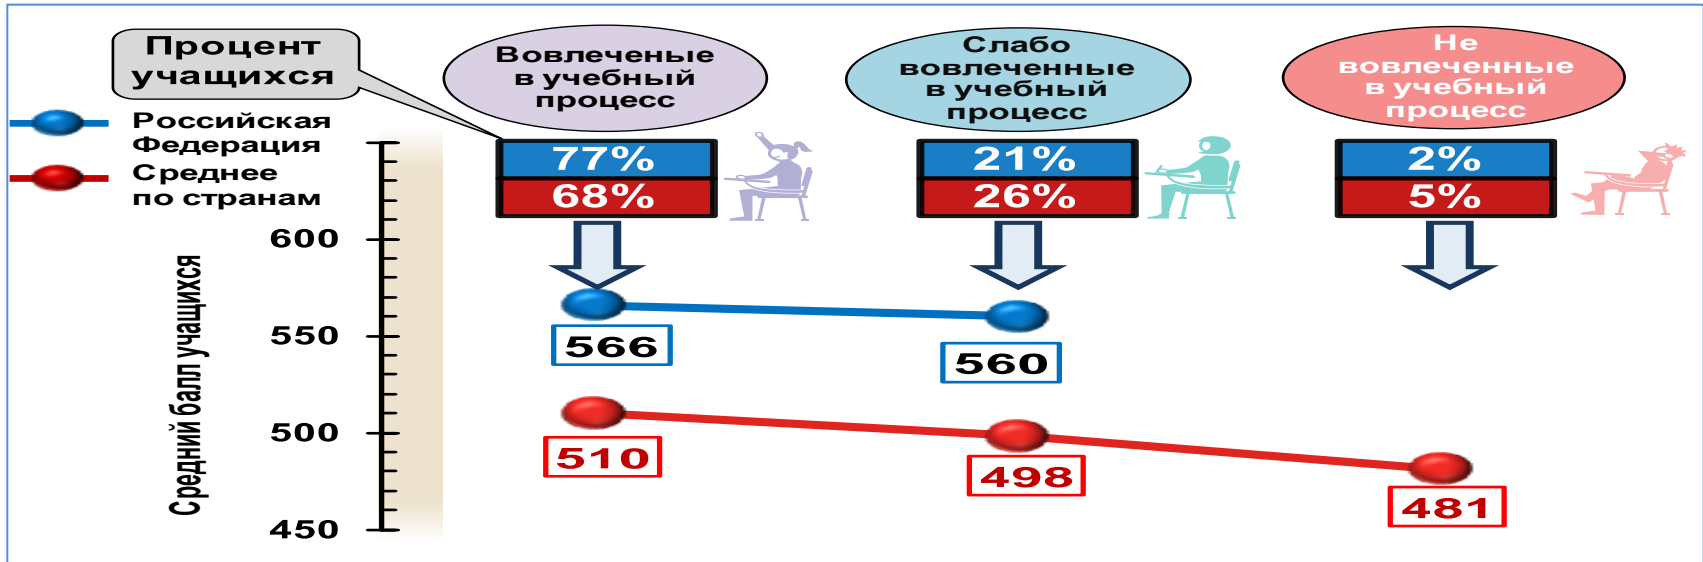 Процент
учащихся
Вовлеченые
в учебный
процесс
Слабо
вовлеченные
в учебный
процесс
Не
вовлеченные
в учебный
процесс
Российская
Федерация
Среднее
по странам
77%
21%
2%
68%
26%
5%
Средний балл учащихся
600
550
500
450
566
560
510
498
481